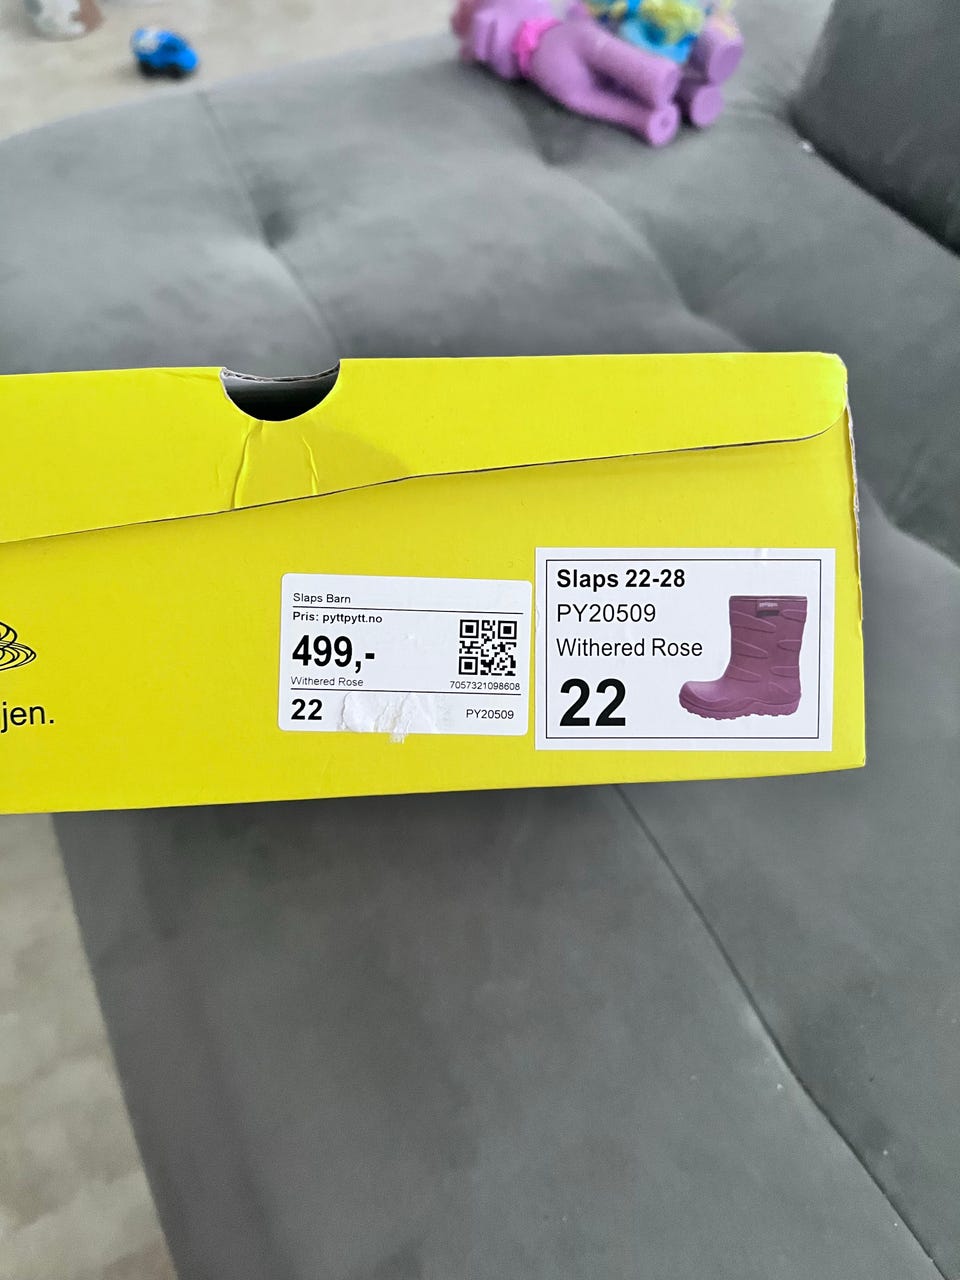 jen.
Slaps Barn
Pris: pyttpytt.no
499,-
Withered Rose
7057321098608
22
PY20509
Slaps 22-28
PY20509
Withered Rose
22